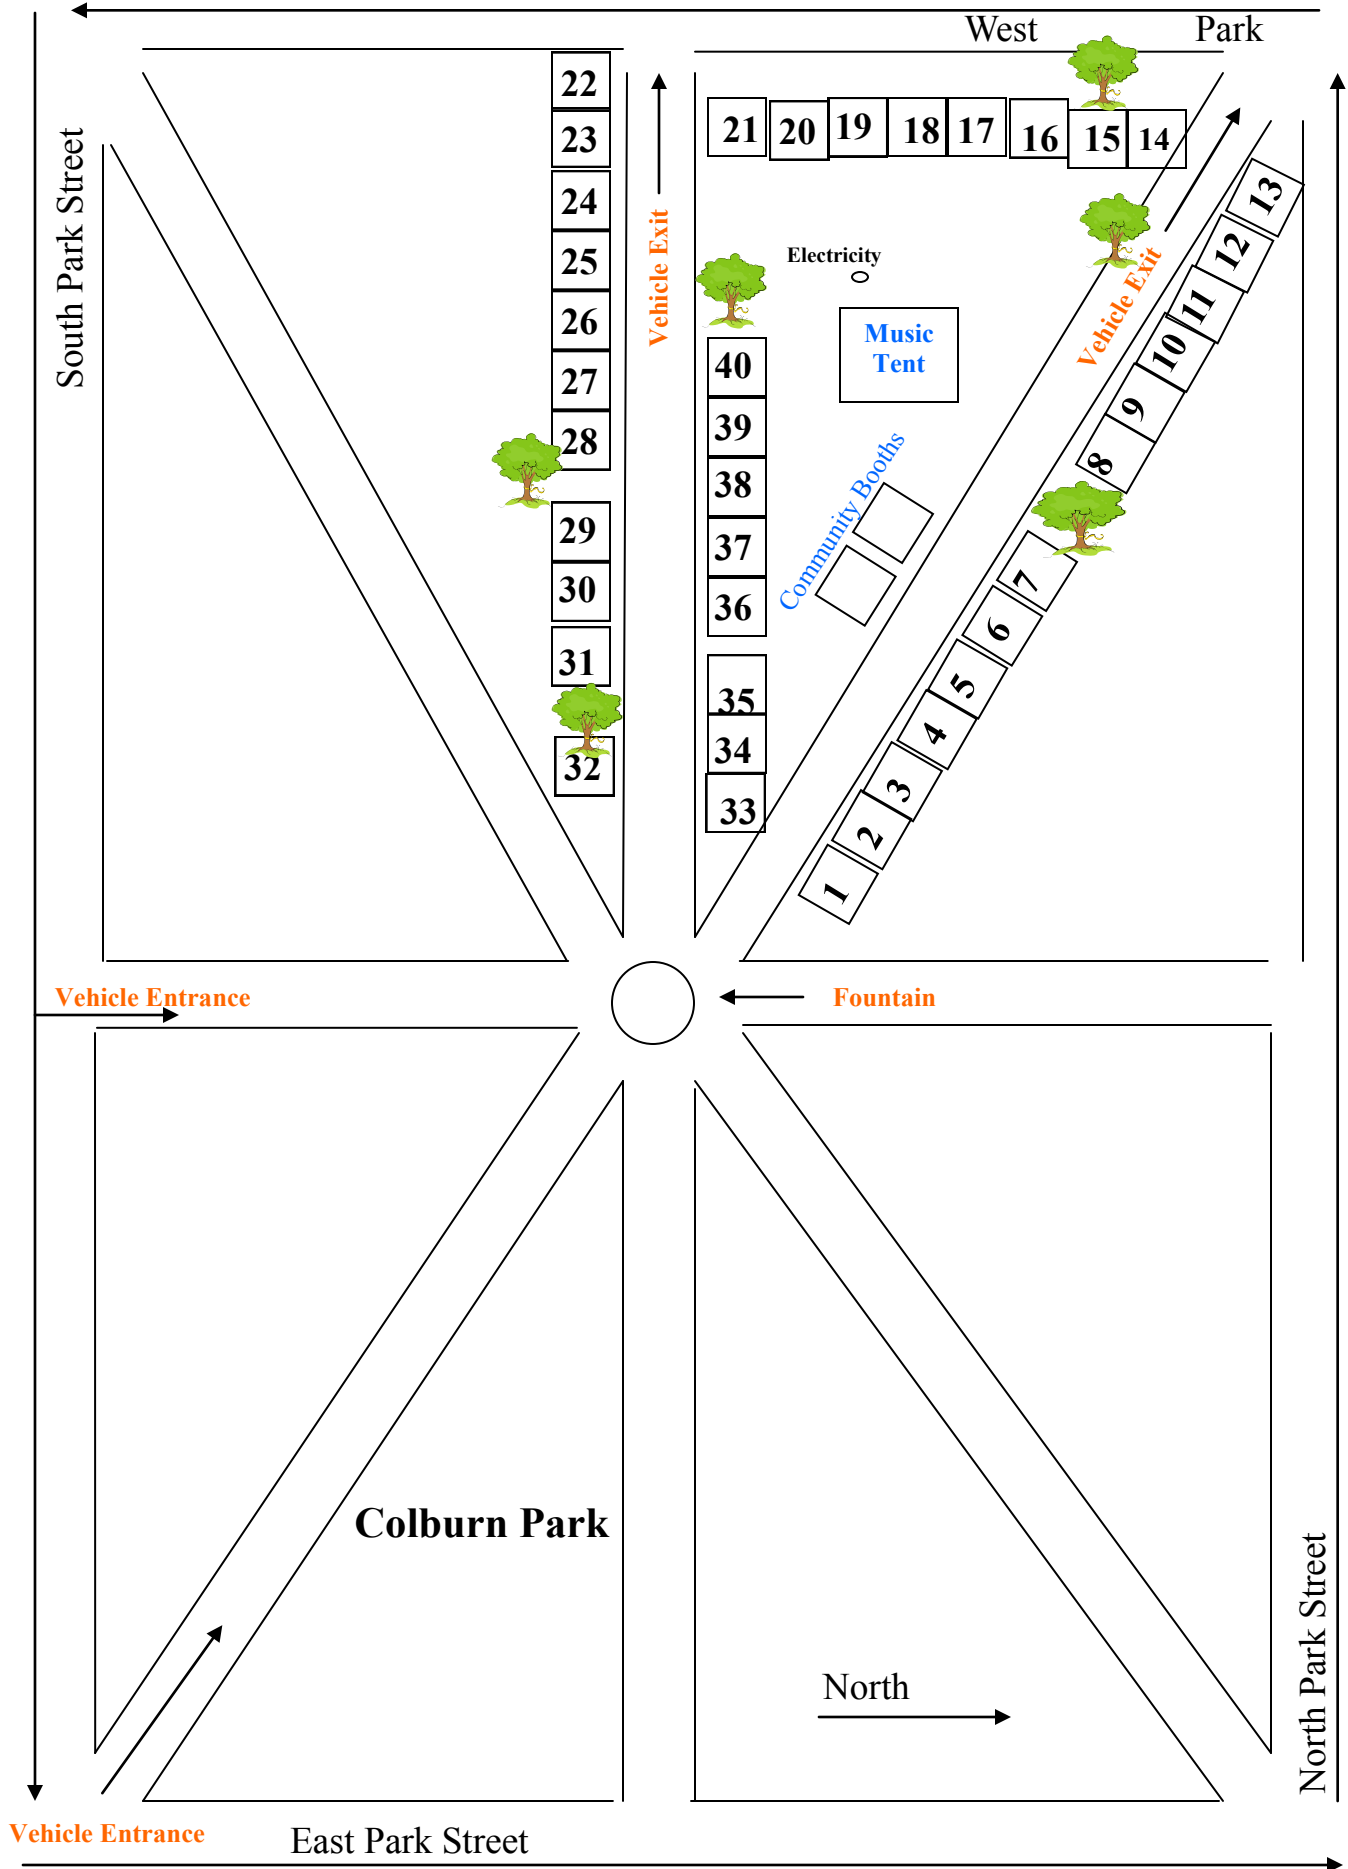 West Park
22
23
24
25
26
27
28
29
30
31
32
South Park Street
Vehicle Exit
21 20 19 18 17 16 15 14
Electricity
Music
Tent
40
39
38
37
36
35
34
33
Community Booths
Vehicle Exit
13
12
11
10
9
8
7
6
5
4
3
2
1
Vehicle Entrance
Fountain
Colburn Park
North
North Park Street
Vehicle Entrance
East Park Street